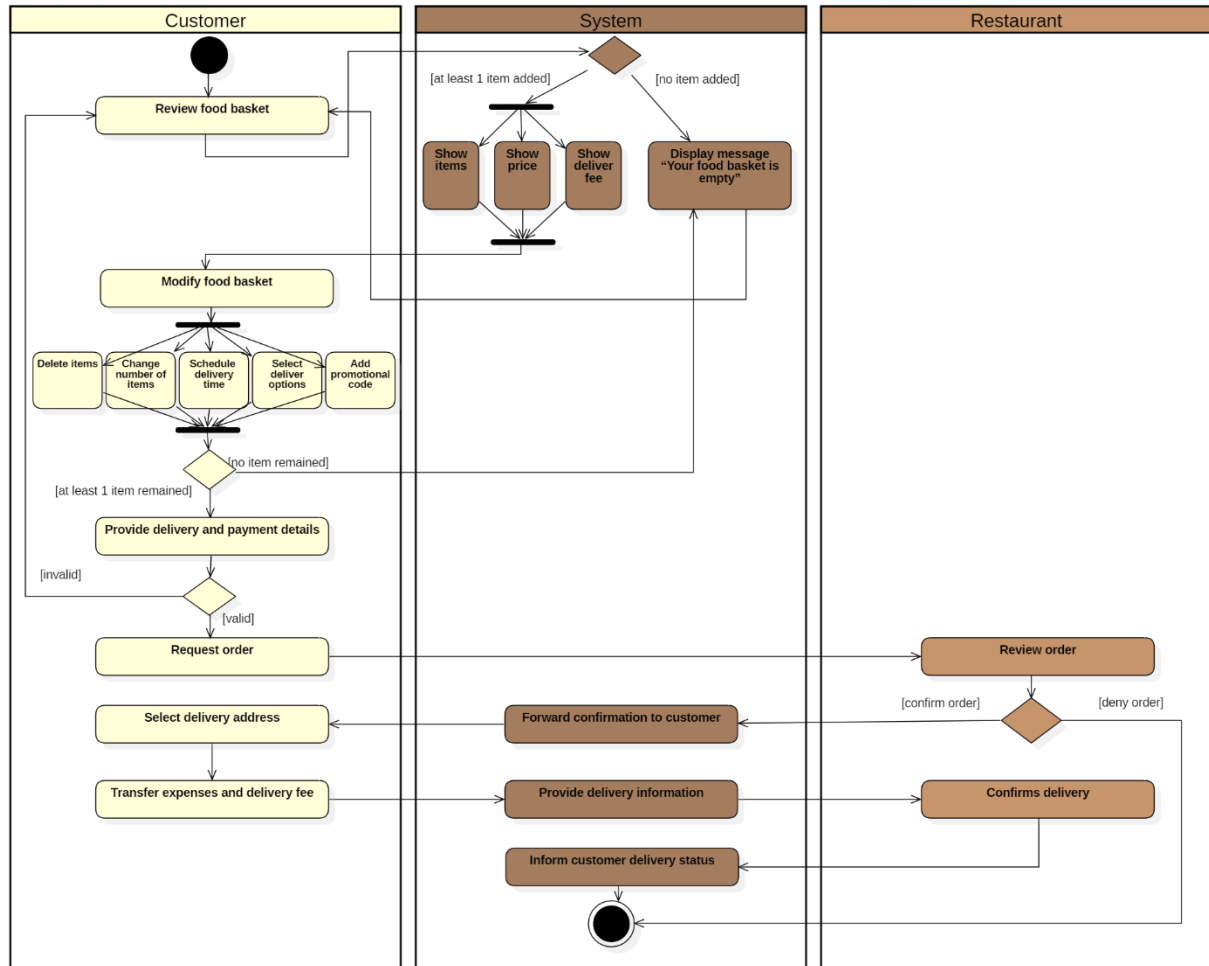 Customer
System
Restaurant
[at least 1 item added]
[no item added]
Review food basket
Show
items
Show
price
Show
deliver
fee
Display message
“Your food basket is
empty”
Modify food basket
Delete items
Change
number of
items
Schedule
delivery
time
Select
deliver
options
Add
promotional
code
[no item remained]
[at least 1 item remained]
Provide delivery and payment details
[invalid]
[valid]
Request order
Review order
[confirm order]
[deny order]
Select delivery address
Forward confirmation to customer
Transfer expenses and delivery fee
Provide delivery information
Confirms delivery
Inform customer delivery status